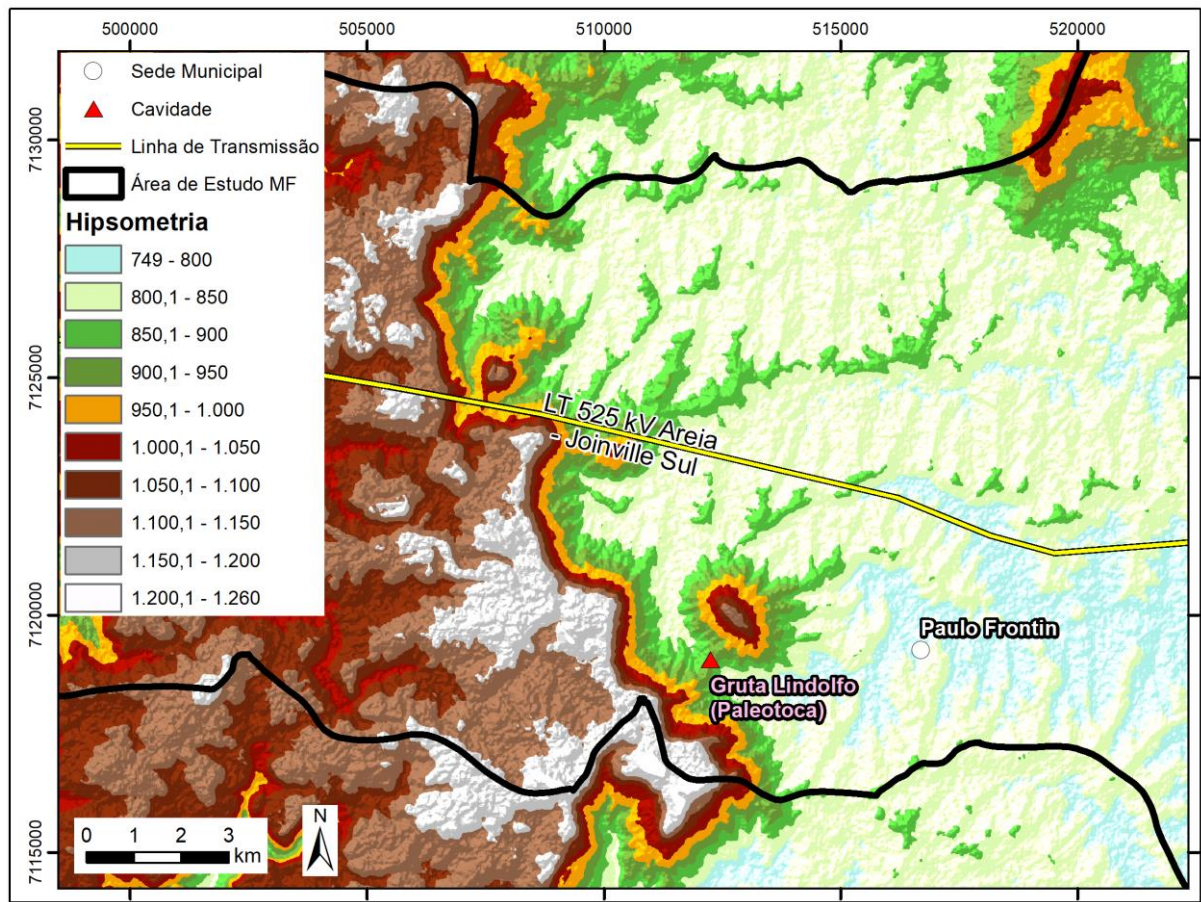 500000 505000 510000 515000 520000
7130000
7125000
7120000
7115000
Sede Municipal
Cavidade
Linha de Transmissão
Área de Estudo MF
Hipsometria
749 - 800
800,1 - 850
850,1 - 900
900,1 - 950
950,1 - 1.000
1.000,1 - 1.050
1.050,1 - 1.100
1.100,1 - 1.150
1.150,1 - 1.200
1.200,1 - 1.260
LT 525 kV Areia
- Joinville Sul
Paulo Frontin
Gruta Lindolfo
(Paleotoca)
0 1 2 3
km
N